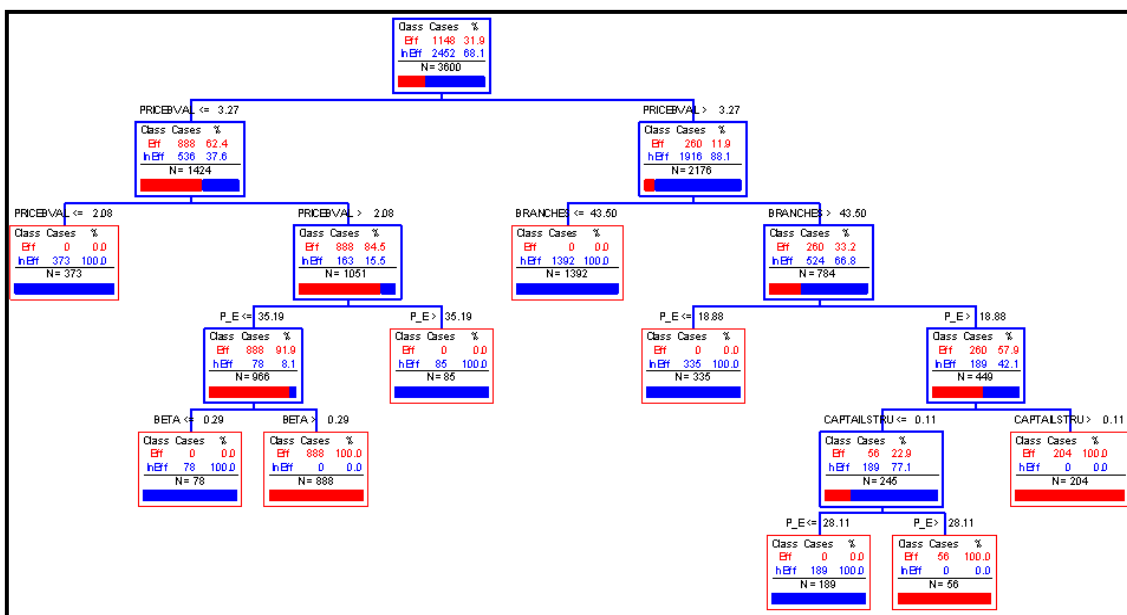 Class Cases %
Eff 1148 31.9
InEff 2452 68.1
N = 3600
PRICEBVAL <= 3.27
PRICEBVAL > 3.27
Class Cases %
Eff 888 62.4
InEff 536 37.6
N = 1424
Class Cases %
Eff 260 11.9
InEff 1916 88.1
N = 2176
PRICEBVAL <= 2.08
PRICEBVAL > 2.08
BRANCHES <= 43.50
BRANCHES > 43.50
Class Cases %
Eff 0 0.0
InEff 373 100.0
N = 373
Class Cases %
Eff 888 84.5
InEff 163 15.5
N = 1051
Class Cases %
Eff 0 0.0
InEff 1392 100.0
N = 1392
Class Cases %
Eff 260 33.2
InEff 524 66.8
N = 784
P_E <= 35.19
P_E > 35.19
P_E <= 18.88
P_E > 18.88
Class Cases %
Eff 888 91.9
InEff 78 8.1
N = 966
Class Cases %
Eff 0 0.0
InEff 85 100.0
N = 85
Class Cases %
Eff 0 0.0
InEff 335 100.0
N = 335
Class Cases %
Eff 260 57.9
InEff 189 42.1
N = 449
BETA <= 0.29
BETA > 0.29
CAPTAILSTRU <= 0.11
CAPTAILSTRU > 0.11
Class Cases %
Eff 0 0.0
InEff 78 100.0
N = 78
Class Cases %
Eff 888 100.0
InEff 0 0.0
N = 888
Class Cases %
Eff 56 22.9
InEff 189 77.1
N = 245
Class Cases %
Eff 204 100.0
InEff 0 0.0
N = 204
P_E <= 28.11
P_E > 28.11
Class Cases %
Eff 0 0.0
InEff 189 100.0
N = 189
Class Cases %
Eff 56 100.0
InEff 0 0.0
N = 56